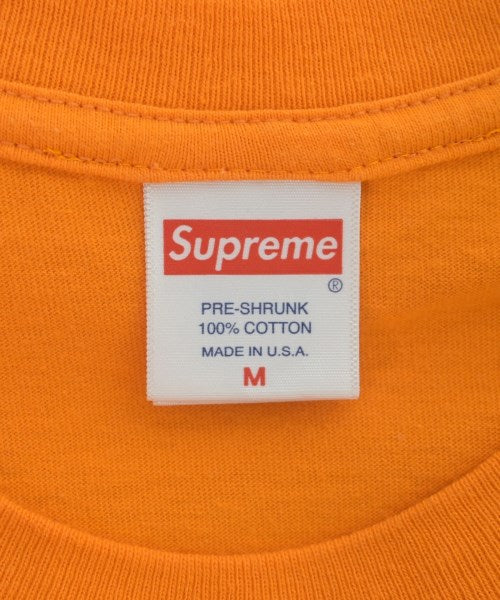 Supreme
®
PRE-SHRUNK
100% COTTON
MADE IN U.S.A.
M